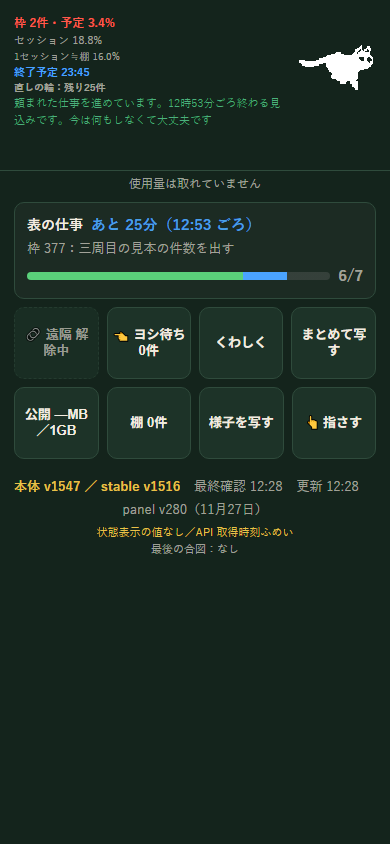 枠 2件・予定 3.4%
セッション 18.8%
1セッション≒棚 16.0%
終了予定 23:45
直しの輪：残り25件
頼まれた仕事を進めています。12時53分ごろ終わる見
込みです。今は何もしなくて大丈夫です
使用量は取れていません
表の仕事 あと 25分（12:53 ごろ）
枠 377：三周目の見本の件数を出す
6/7
遠隔 解
除中
ヨシ待ち
0件
くわしく
まとめて写
す
公開 —MB
／1GB
棚 0件
様子を写す
指さす
本体 v1547 ／ stable v1516 最終確認 12:28 更新 12:28
panel v280（11月27日）
状態表示の値なし／API 取得時刻ふめい
最後の合図：なし